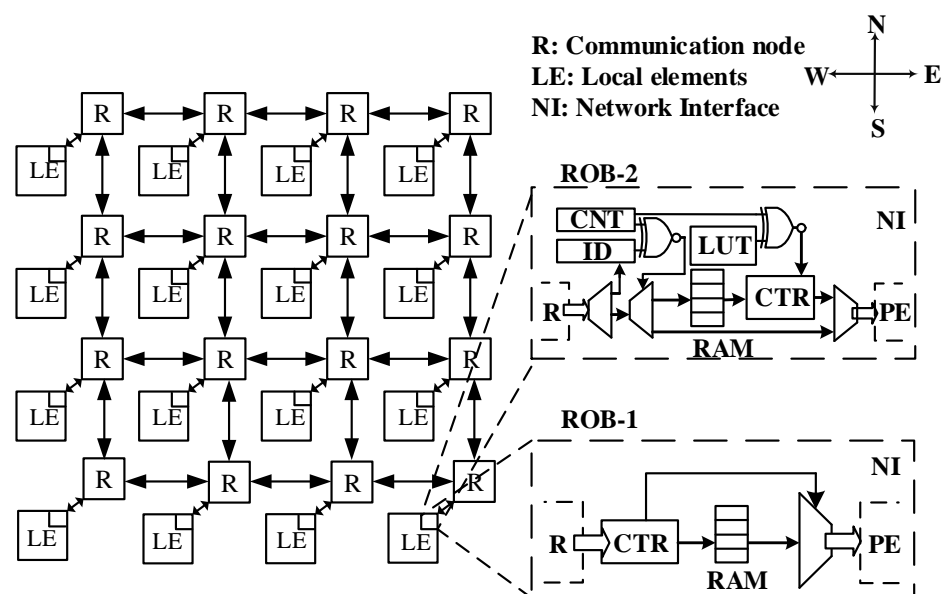 R: Communication node
LE: Local elements
NI: Network Interface
N
W E
S
R R R R
LE LE LE LE
R R R R
LE LE LE LE
R R R R
LE LE LE LE
R R R R
LE LE LE LE
ROB-2
NI
CNT
ID
LUT
R
CTR
PE
RAM
ROB-1
NI
R
CTR
PE
RAM